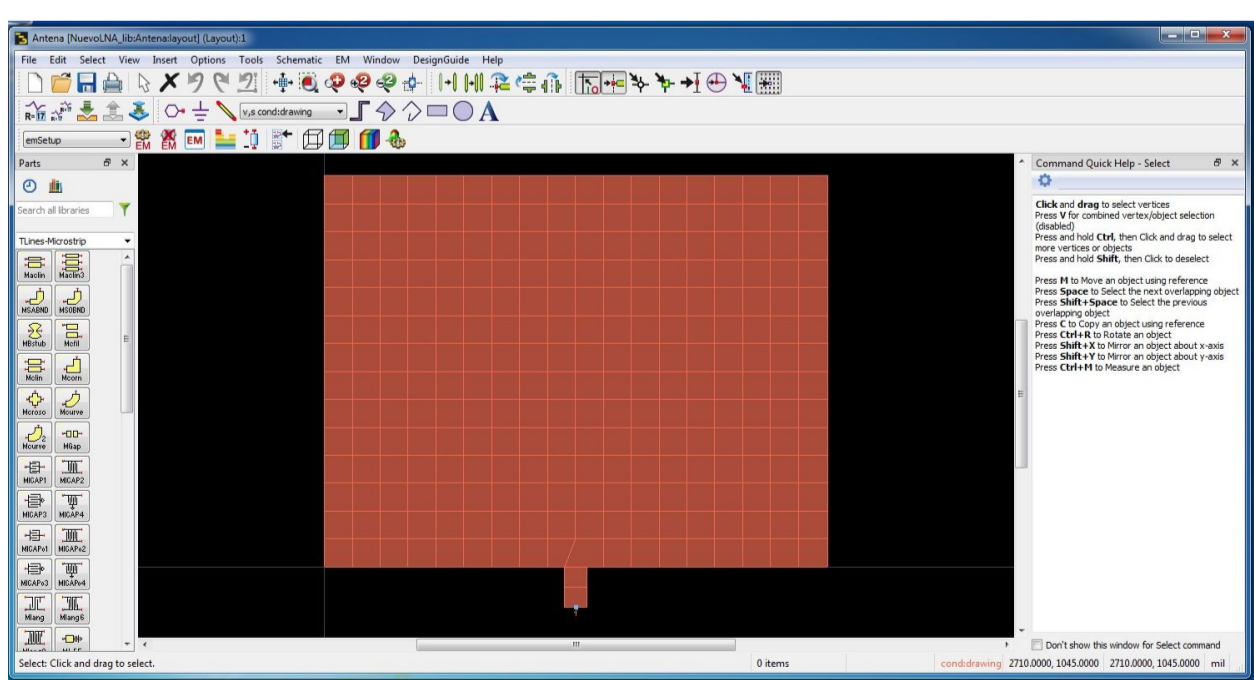 Antena [NuevoLNA_lib:Antena:layout] (Layout):1
File Edit Select View Insert Options Tools Schematic EM Window DesignGuide Help
v,s cond:drawing
emSetup
EM EM EM
Parts
Search all libraries
TLines-Microstrip
Maclin Maclin3
MSABND MSOBND
MBstub Mcfil
Mclin Mcorn
Mcroso Mcurve
Mcurve MGap
MICAP1 MICAP2
MICAP3 MICAP4
MICAPo1 MICAPo2
MICAPo3 MICAPo4
Mlang Mlang6
Command Quick Help - Select
Click and drag to select vertices
Press V for combined vertex/object selection
(disabled)
Press and hold Ctrl, then Click and drag to select
more vertices or objects
Press and hold Shift, then Click to deselect
Press M to Move an object using reference
Press Space to Select the next overlapping object
Press Shift+Space to Select the previous
overlapping object
Press C to Copy an object using reference
Press Ctrl+R to Rotate an object
Press Shift+X to Mirror an object about x-axis
Press Shift+Y to Mirror an object about y-axis
Press Ctrl+M to Measure an object
Don't show this window for Select command
Select: Click and drag to select.
0 items
cond:drawing 2710.0000, 1045.0000 2710.0000, 1045.0000 mil